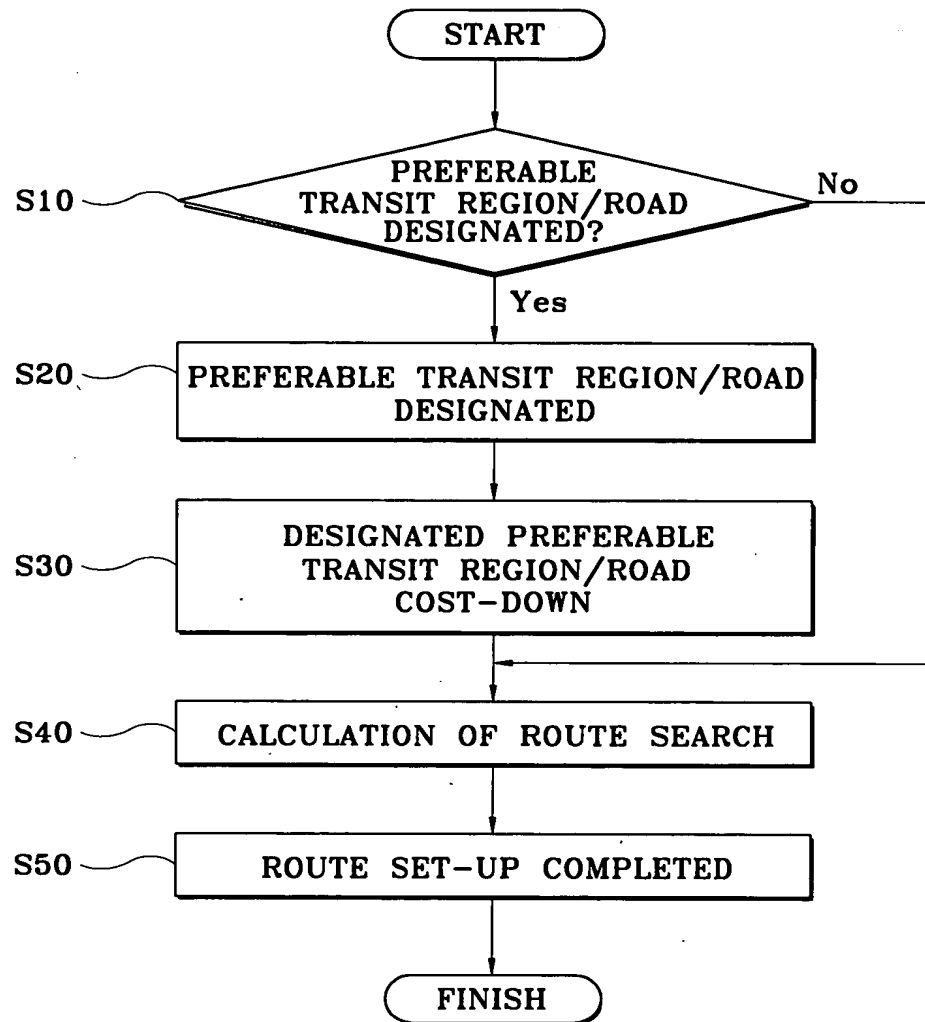 START
S10
PREFERABLE
TRANSIT REGION/ROAD
DESIGNATED?
No
Yes
S20
PREFERABLE TRANSIT REGION/ROAD
DESIGNATED
S30
DESIGNATED PREFERABLE
TRANSIT REGION/ROAD
COST-DOWN
S40
CALCULATION OF ROUTE SEARCH
S50
ROUTE SET-UP COMPLETED
FINISH